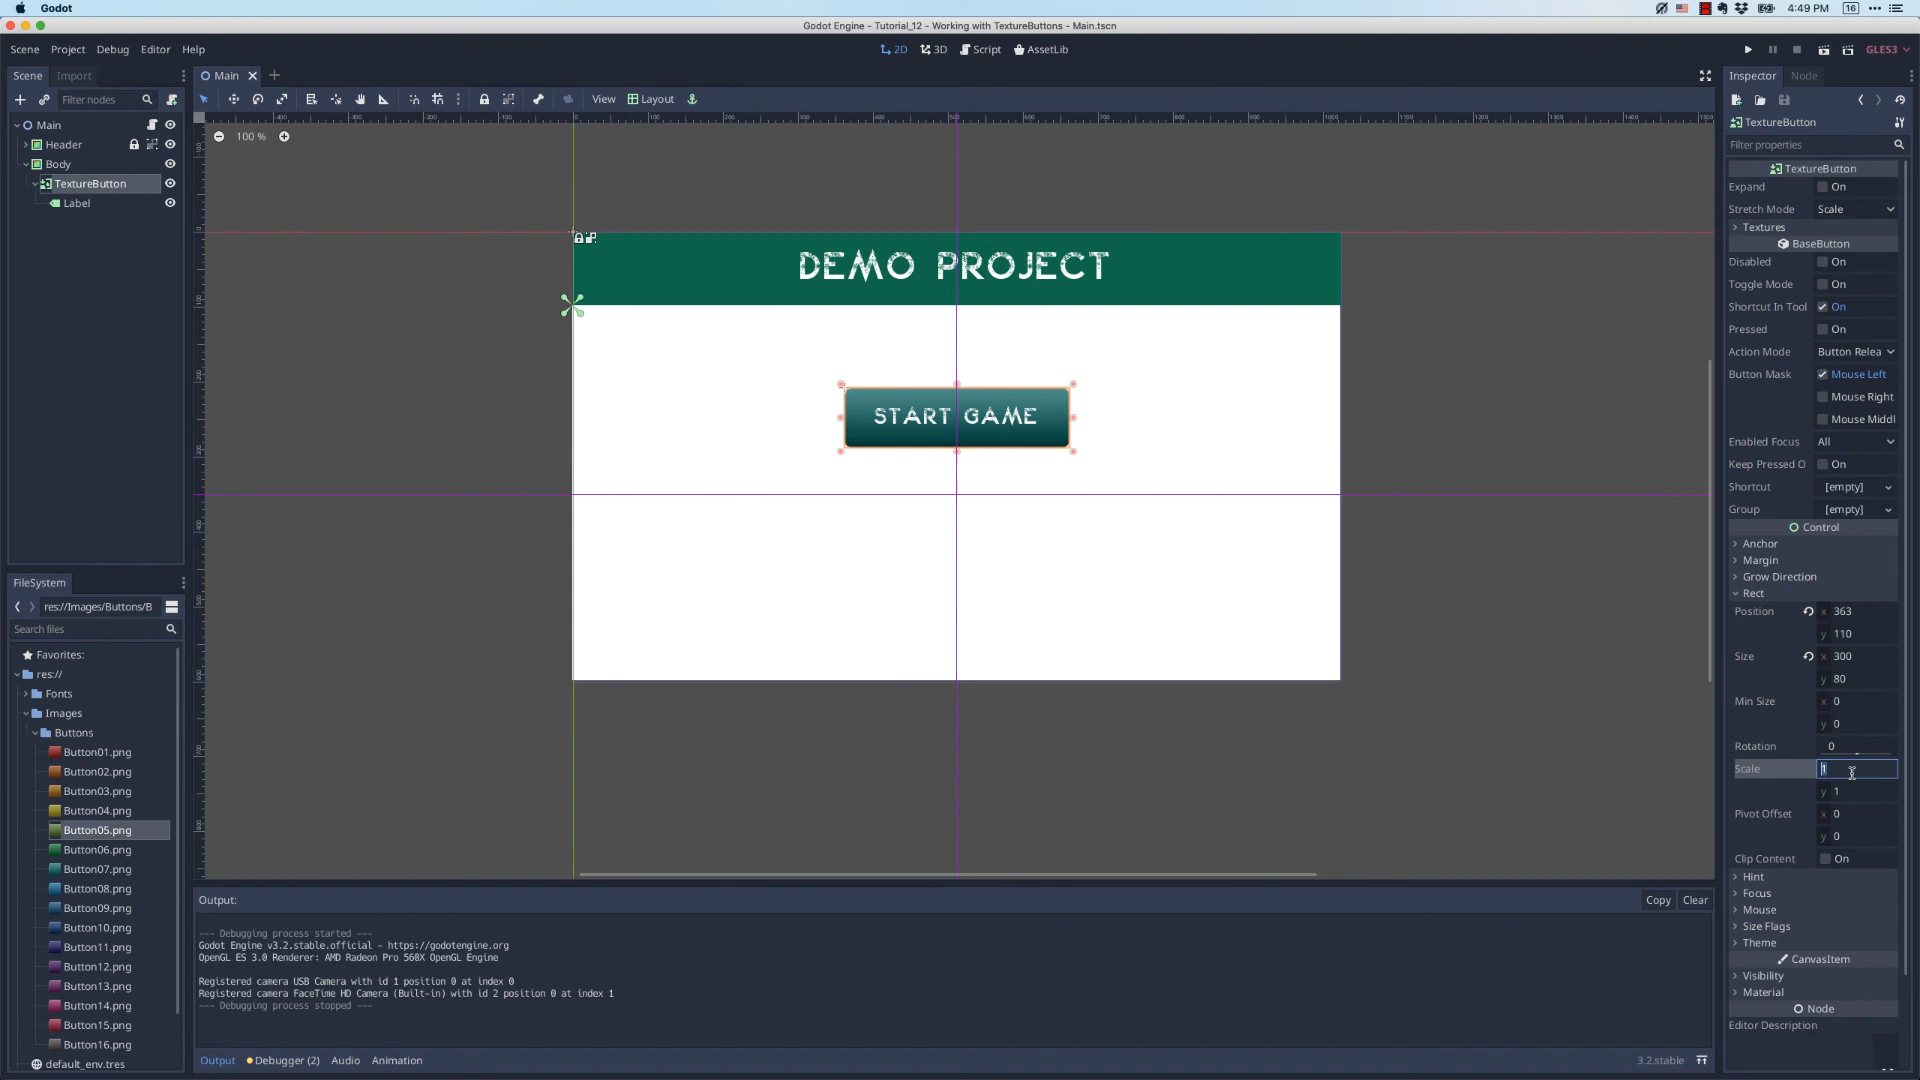 Godot
16
4:49 PM
Godot Engine - Tutorial_12 - Working with TextureButtons - Main.tscn
Scene Project Debug Editor Help
2D 3D Script AssetLib
GLES3
Scene Import
Filter nodes
Main
Header
Body
TextureButton
Label
Main
View Layout
100 %
DEMO PROJECT
START GAME
FileSystem
res://Images/Buttons/B
Search files
Favorites:
res://
Fonts
Images
Buttons
Button01.png
Button02.png
Button03.png
Button04.png
Button05.png
Button06.png
Button07.png
Button08.png
Button09.png
Button10.png
Button11.png
Button12.png
Button13.png
Button14.png
Button15.png
Button16.png
default_env.tres
Output:
Copy Clear
--- Debugging process started ---
Godot Engine v3.2.stable.official - https://godotengine.org
OpenGL ES 3.0 Renderer: AMD Radeon Pro 560X OpenGL Engine
Registered camera USB Camera with id 1 position 0 at index 0
Registered camera FaceTime HD Camera (Built-in) with id 2 position 0 at index 1
--- Debugging process stopped ---
Output Debugger (2) Audio Animation
3.2.stable
Inspector Node
TextureButton
Filter properties
TextureButton
Expand On
Stretch Mode Scale
Textures
BaseButton
Disabled On
Toggle Mode On
Shortcut In Tool On
Pressed On
Action Mode Button Relea
Button Mask Mouse Left
Mouse Right
Mouse Middl
Enabled Focus All
Keep Pressed O On
Shortcut [empty]
Group [empty]
Control
Anchor
Margin
Grow Direction
Rect
Position x 363
y 110
Size x 300
y 80
Min Size x 0
y 0
Rotation 0
Scale 1
y 1
Pivot Offset x 0
y 0
Clip Content On
Hint
Focus
Mouse
Size Flags
Theme
CanvasItem
Visibility
Material
Node
Editor Description